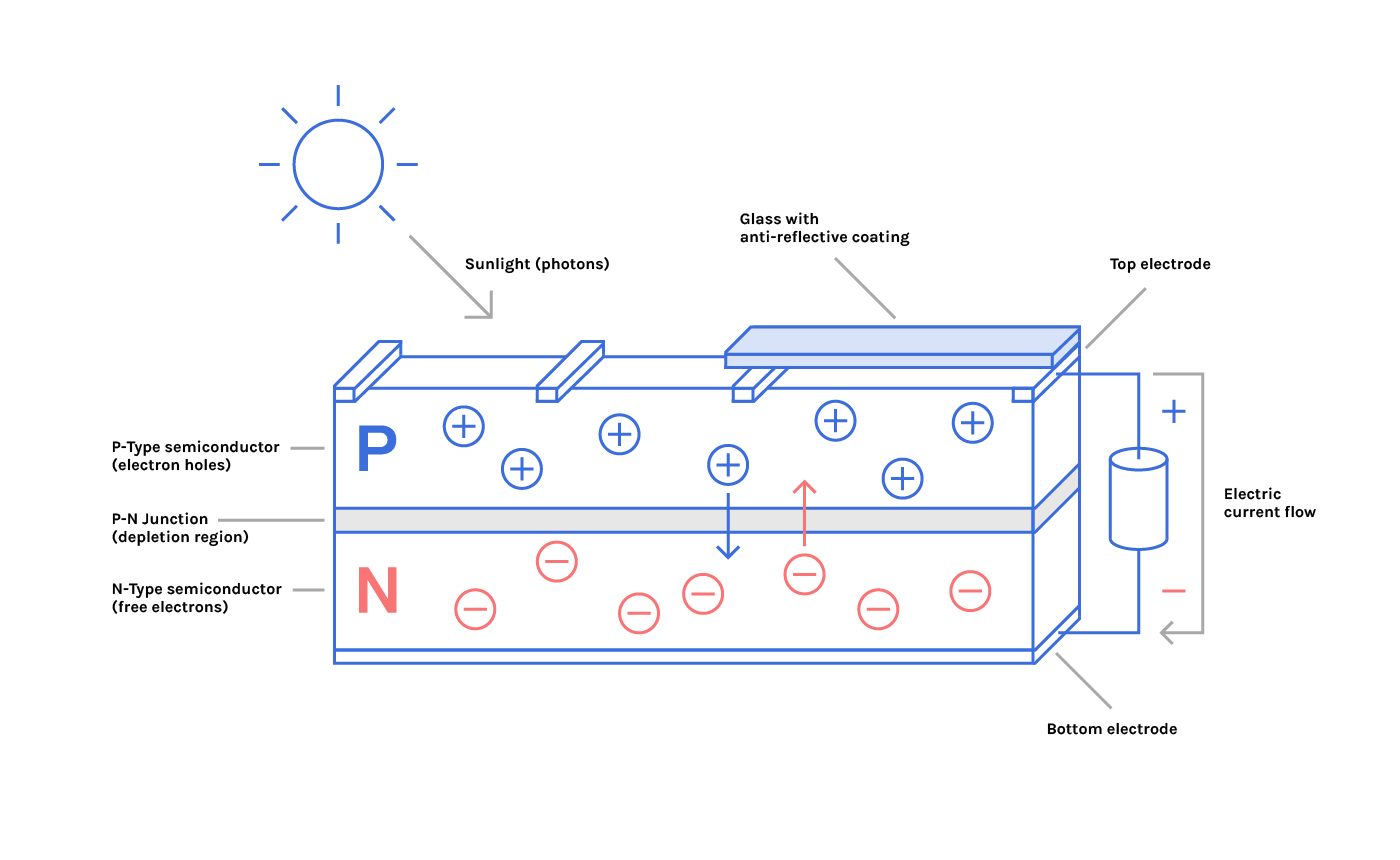 Glass with
anti-reflective coating
Sunlight (photons)
Top electrode
P
P-Type semiconductor
(electron holes)
+
Electric
current flow
P-N Junction
(depletion region)
N
N-Type semiconductor
(free electrons)
−
Bottom electrode